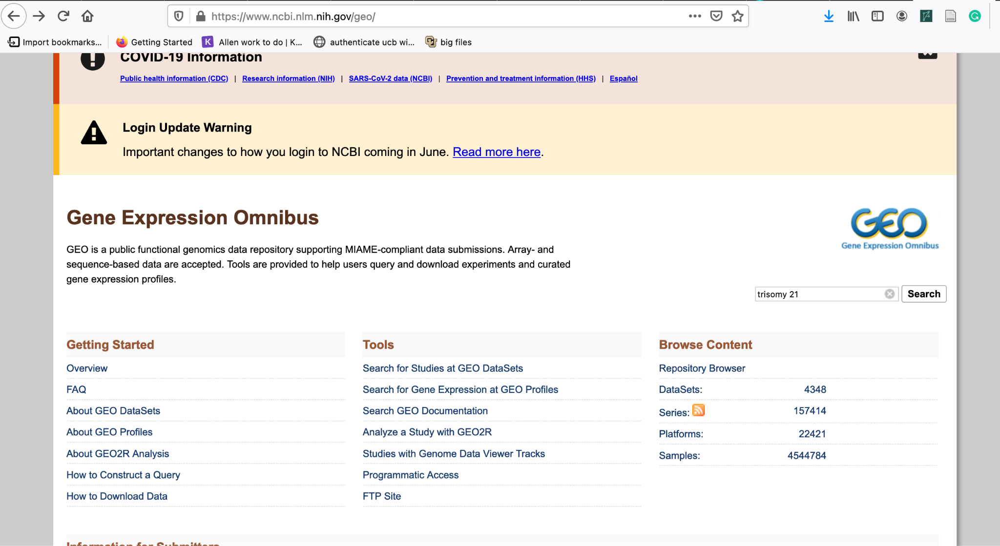 https://www.ncbi.nlm.nih.gov/geo/
Import bookmarks... Getting Started K Allen work to do | K... authenticate ucb wi... big files
COVID-19 Information
Public health information (CDC) | Research information (NIH) | SARS-CoV-2 data (NCBI) | Prevention and treatment information (HHS) | Español
Login Update Warning
Important changes to how you login to NCBI coming in June. Read more here.
Gene Expression Omnibus
GEO
Gene Expression Omnibus
GEO is a public functional genomics data repository supporting MIAME-compliant data submissions. Array- and
sequence-based data are accepted. Tools are provided to help users query and download experiments and curated
gene expression profiles.
trisomy 21 Search
Getting Started
Overview
FAQ
About GEO DataSets
About GEO Profiles
About GEO2R Analysis
How to Construct a Query
How to Download Data
Tools
Search for Studies at GEO DataSets
Search for Gene Expression at GEO Profiles
Search GEO Documentation
Analyze a Study with GEO2R
Studies with Genome Data Viewer Tracks
Programmatic Access
FTP Site
Browse Content
Repository Browser
DataSets: 4348
Series: 157414
Platforms: 22421
Samples: 4544784
Information for Submitters